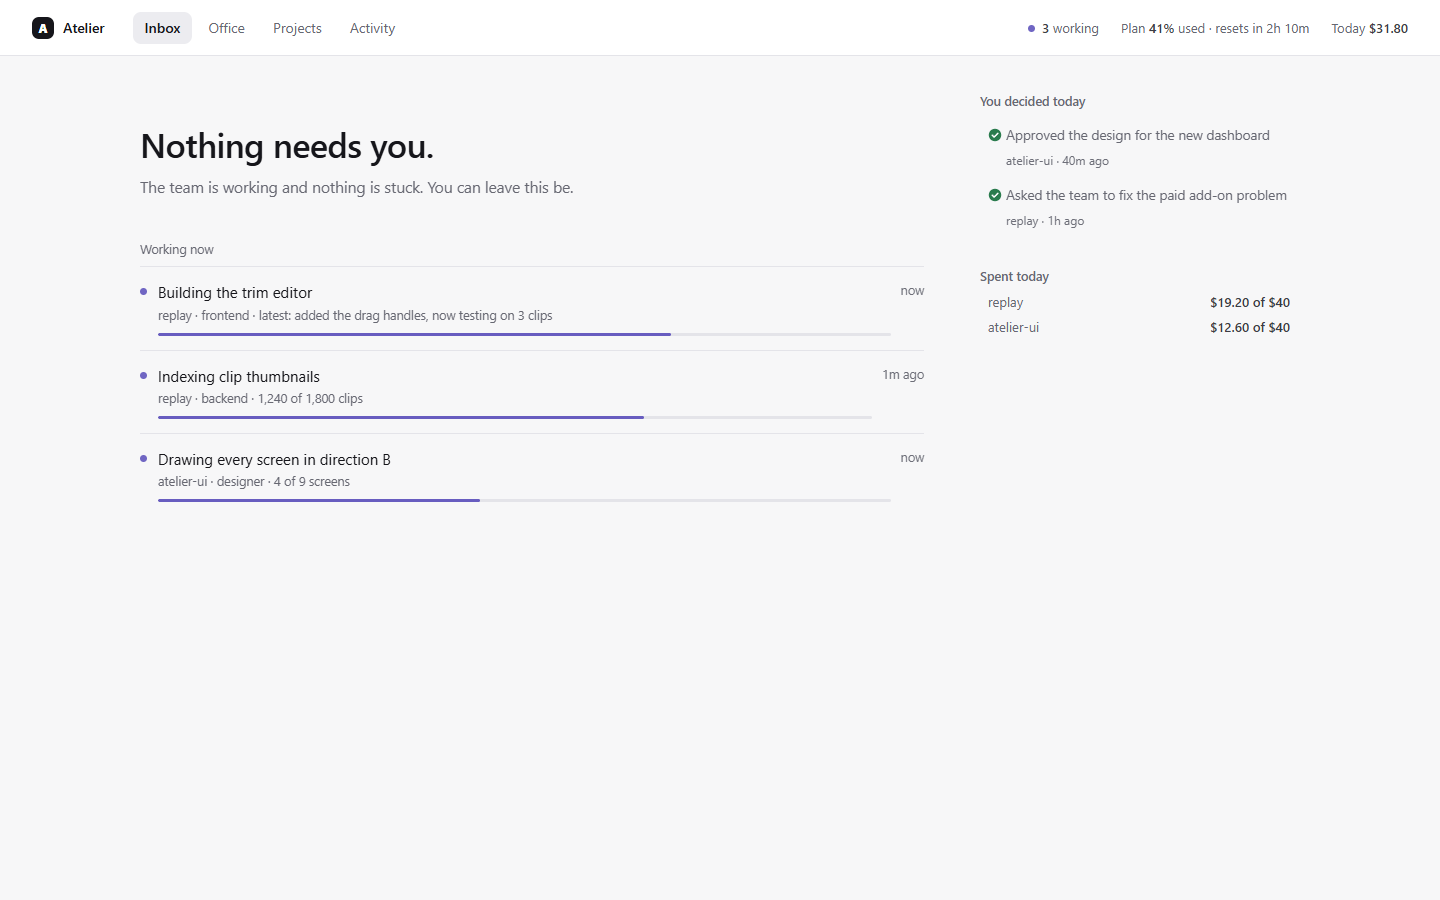 A Atelier Inbox Office Projects Activity 3 working Plan 41% used · resets in 2h 10m Today $31.80
Nothing needs you.
The team is working and nothing is stuck. You can leave this be.
Working now
Building the trim editor now
replay · frontend · latest: added the drag handles, now testing on 3 clips
Indexing clip thumbnails 1m ago
replay · backend · 1,240 of 1,800 clips
Drawing every screen in direction B now
atelier-ui · designer · 4 of 9 screens
You decided today
Approved the design for the new dashboard
atelier-ui · 40m ago
Asked the team to fix the paid add-on problem
replay · 1h ago
Spent today
replay $19.20 of $40
atelier-ui $12.60 of $40